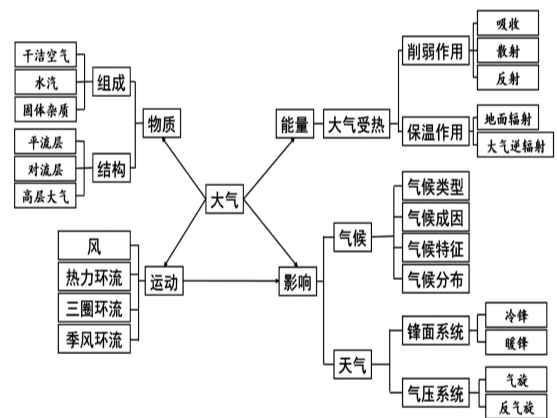 干洁空气
水汽
固体杂质
组成
平流层
对流层
高层大气
结构
物质
能量
大气受热
削弱作用
吸收
散射
反射
保温作用
地面辐射
大气逆辐射
大气
风
热力环流
三圈环流
季风环流
运动
影响
气候
气候类型
气候成因
气候特征
气候分布
天气
锋面系统
冷锋
暖锋
气压系统
气旋
反气旋